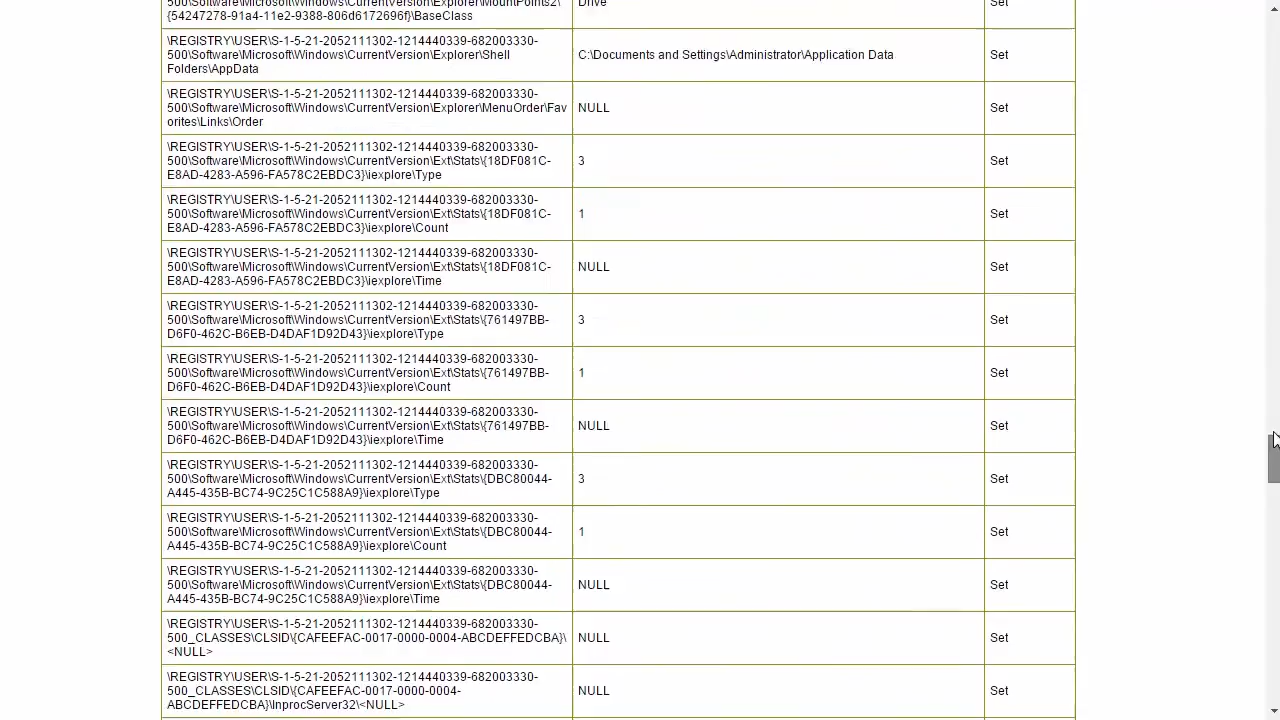 500\Software\Microsoft\Windows\CurrentVersion\Explorer\MountPoints2\
{54247278-91a4-11e2-9388-806d6172696f}\BaseClass
Drive
Set
\REGISTRY\USER\S-1-5-21-2052111302-1214440339-682003330-
500\Software\Microsoft\Windows\CurrentVersion\Explorer\Shell
Folders\AppData
C:\Documents and Settings\Administrator\Application Data
Set
\REGISTRY\USER\S-1-5-21-2052111302-1214440339-682003330-
500\Software\Microsoft\Windows\CurrentVersion\Explorer\MenuOrder\Fav
orites\Links\Order
NULL
Set
\REGISTRY\USER\S-1-5-21-2052111302-1214440339-682003330-
500\Software\Microsoft\Windows\CurrentVersion\Ext\Stats\{18DF081C-
E8AD-4283-A596-FA578C2EBDC3}\iexplore\Type
3
Set
\REGISTRY\USER\S-1-5-21-2052111302-1214440339-682003330-
500\Software\Microsoft\Windows\CurrentVersion\Ext\Stats\{18DF081C-
E8AD-4283-A596-FA578C2EBDC3}\iexplore\Count
1
Set
\REGISTRY\USER\S-1-5-21-2052111302-1214440339-682003330-
500\Software\Microsoft\Windows\CurrentVersion\Ext\Stats\{18DF081C-
E8AD-4283-A596-FA578C2EBDC3}\iexplore\Time
NULL
Set
\REGISTRY\USER\S-1-5-21-2052111302-1214440339-682003330-
500\Software\Microsoft\Windows\CurrentVersion\Ext\Stats\{761497BB-
D6F0-462C-B6EB-D4DAF1D92D43}\iexplore\Type
3
Set
\REGISTRY\USER\S-1-5-21-2052111302-1214440339-682003330-
500\Software\Microsoft\Windows\CurrentVersion\Ext\Stats\{761497BB-
D6F0-462C-B6EB-D4DAF1D92D43}\iexplore\Count
1
Set
\REGISTRY\USER\S-1-5-21-2052111302-1214440339-682003330-
500\Software\Microsoft\Windows\CurrentVersion\Ext\Stats\{761497BB-
D6F0-462C-B6EB-D4DAF1D92D43}\iexplore\Time
NULL
Set
\REGISTRY\USER\S-1-5-21-2052111302-1214440339-682003330-
500\Software\Microsoft\Windows\CurrentVersion\Ext\Stats\{DBC80044-
A445-435B-BC74-9C25C1C588A9}\iexplore\Type
3
Set
\REGISTRY\USER\S-1-5-21-2052111302-1214440339-682003330-
500\Software\Microsoft\Windows\CurrentVersion\Ext\Stats\{DBC80044-
A445-435B-BC74-9C25C1C588A9}\iexplore\Count
1
Set
\REGISTRY\USER\S-1-5-21-2052111302-1214440339-682003330-
500\Software\Microsoft\Windows\CurrentVersion\Ext\Stats\{DBC80044-
A445-435B-BC74-9C25C1C588A9}\iexplore\Time
NULL
Set
\REGISTRY\USER\S-1-5-21-2052111302-1214440339-682003330-
500_CLASSES\CLSID\{CAFEEFAC-0017-0000-0004-ABCDEFFEDCBA}\
<NULL>
NULL
Set
\REGISTRY\USER\S-1-5-21-2052111302-1214440339-682003330-
500_CLASSES\CLSID\{CAFEEFAC-0017-0000-0004-
ABCDEFFEDCBA}\InprocServer32\<NULL>
NULL
Set